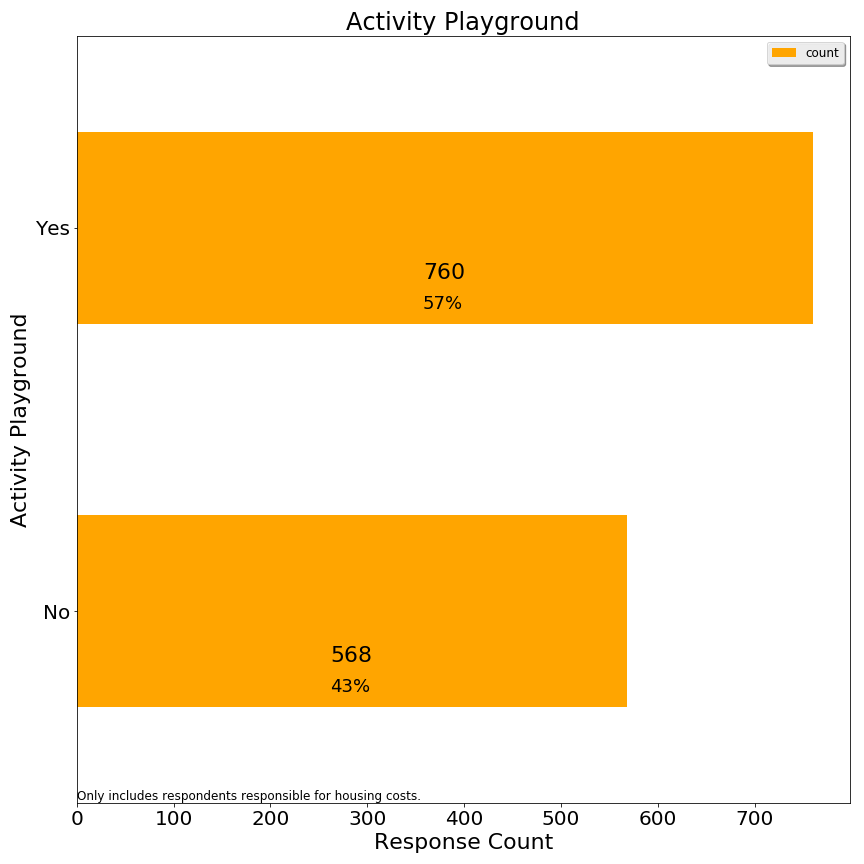 Activity Playground
count
Yes
760
57%
Activity Playground
No
568
43%
Only includes respondents responsible for housing costs.
0 100 200 300 400 500 600 700
Response Count